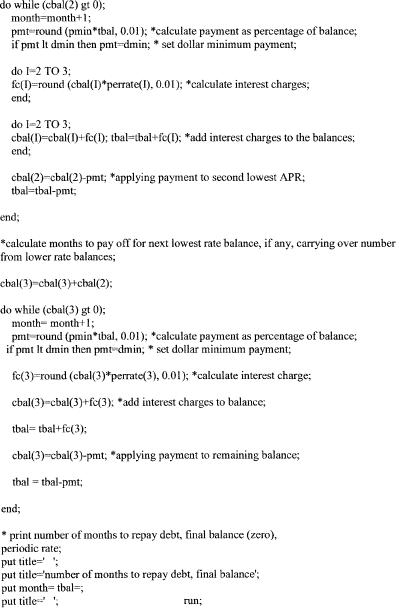 do while (cbal(2) gt 0);
month=month+1;
pmt=round (pmin*tbal, 0.01); *calculate payment as percentage of balance;
if pmt lt dmin then pmt=dmin; * set dollar minimum payment;
do I=2 TO 3;
fc(I)=round (cbal(I)*perrate(I), 0.01); *calculate interest charges;
end;
do I=2 TO 3;
cbal(I)=cbal(I)+fc(I); tbal=tbal+fc(I); *add interest charges to the balances;
end;
cbal(2)=cbal(2)-pmt; *applying payment to second lowest APR;
tbal=tbal-pmt;
end;
*calculate months to pay off for next lowest rate balance, if any, carrying over number
from lower rate balances;
cbal(3)=cbal(3)+cbal(2);
do while (cbal(3) gt 0);
month= month+1;
pmt=round (pmin*tbal, 0.01); *calculate payment as percentage of balance;
if pmt lt dmin then pmt=dmin; * set dollar minimum payment;
fc(3)=round (cbal(3)*perrate(3), 0.01); *calculate interest charge;
cbal(3)=cbal(3)+fc(3); *add interest charges to balance;
tbal= tbal+fc(3);
cbal(3)=cbal(3)-pmt; *applying payment to remaining balance;
tbal = tbal-pmt;
end;
* print number of months to repay debt, final balance (zero),
periodic rate;
put title=' ';
put title='number of months to repay debt, final balance';
put month= tbal=;
put title=' '; run;